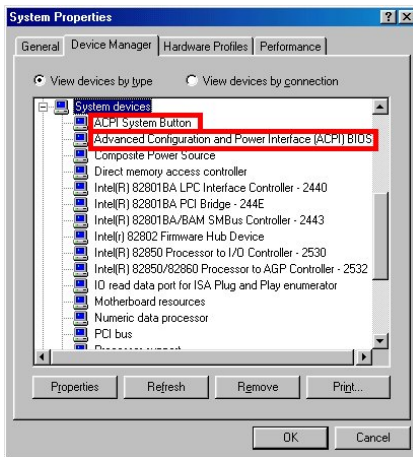 System Properties
General Device Manager Hardware Profiles Performance
View devices by type View devices by connection
System devices
ACPI System Button
Advanced Configuration and Power Interface (ACPI) BIOS
Composite Power Source
Direct memory access controller
Intel(R) 82801BA LPC Interface Controller - 2440
Intel(R) 82801BA PCI Bridge - 244E
Intel(R) 82801BA/BAM SMBus Controller - 2443
Intel(r) 82802 Firmware Hub Device
Intel(R) 82850 Processor to I/O Controller - 2530
Intel(R) 82850/82860 Processor to AGP Controller - 2532
IO read data port for ISA Plug and Play enumerator
Motherboard resources
Numeric data processor
PCI bus
Properties Refresh Remove Print...
OK Cancel